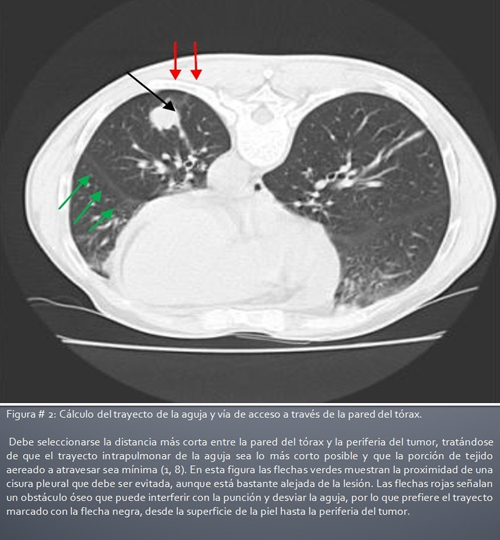 Figura # 2: Cálculo del trayecto de la aguja y vía de acceso a través de la pared del tórax.
Debe seleccionarse la distancia más corta entre la pared del tórax y la periferia del tumor, tratándose
de que el trayecto intrapulmonar de la aguja sea lo más corto posible y que la porción de tejido
aereado a atravesar sea mínima (1, 8). En esta figura las flechas verdes muestran la proximidad de una
cisura pleural que debe ser evitada, aunque está bastante alejada de la lesión. Las flechas rojas señalan
un obstáculo óseo que puede interferir con la punción y desviar la aguja, por lo que prefiere el trayecto
marcado con la flecha negra, desde la superficie de la piel hasta la periferia del tumor.